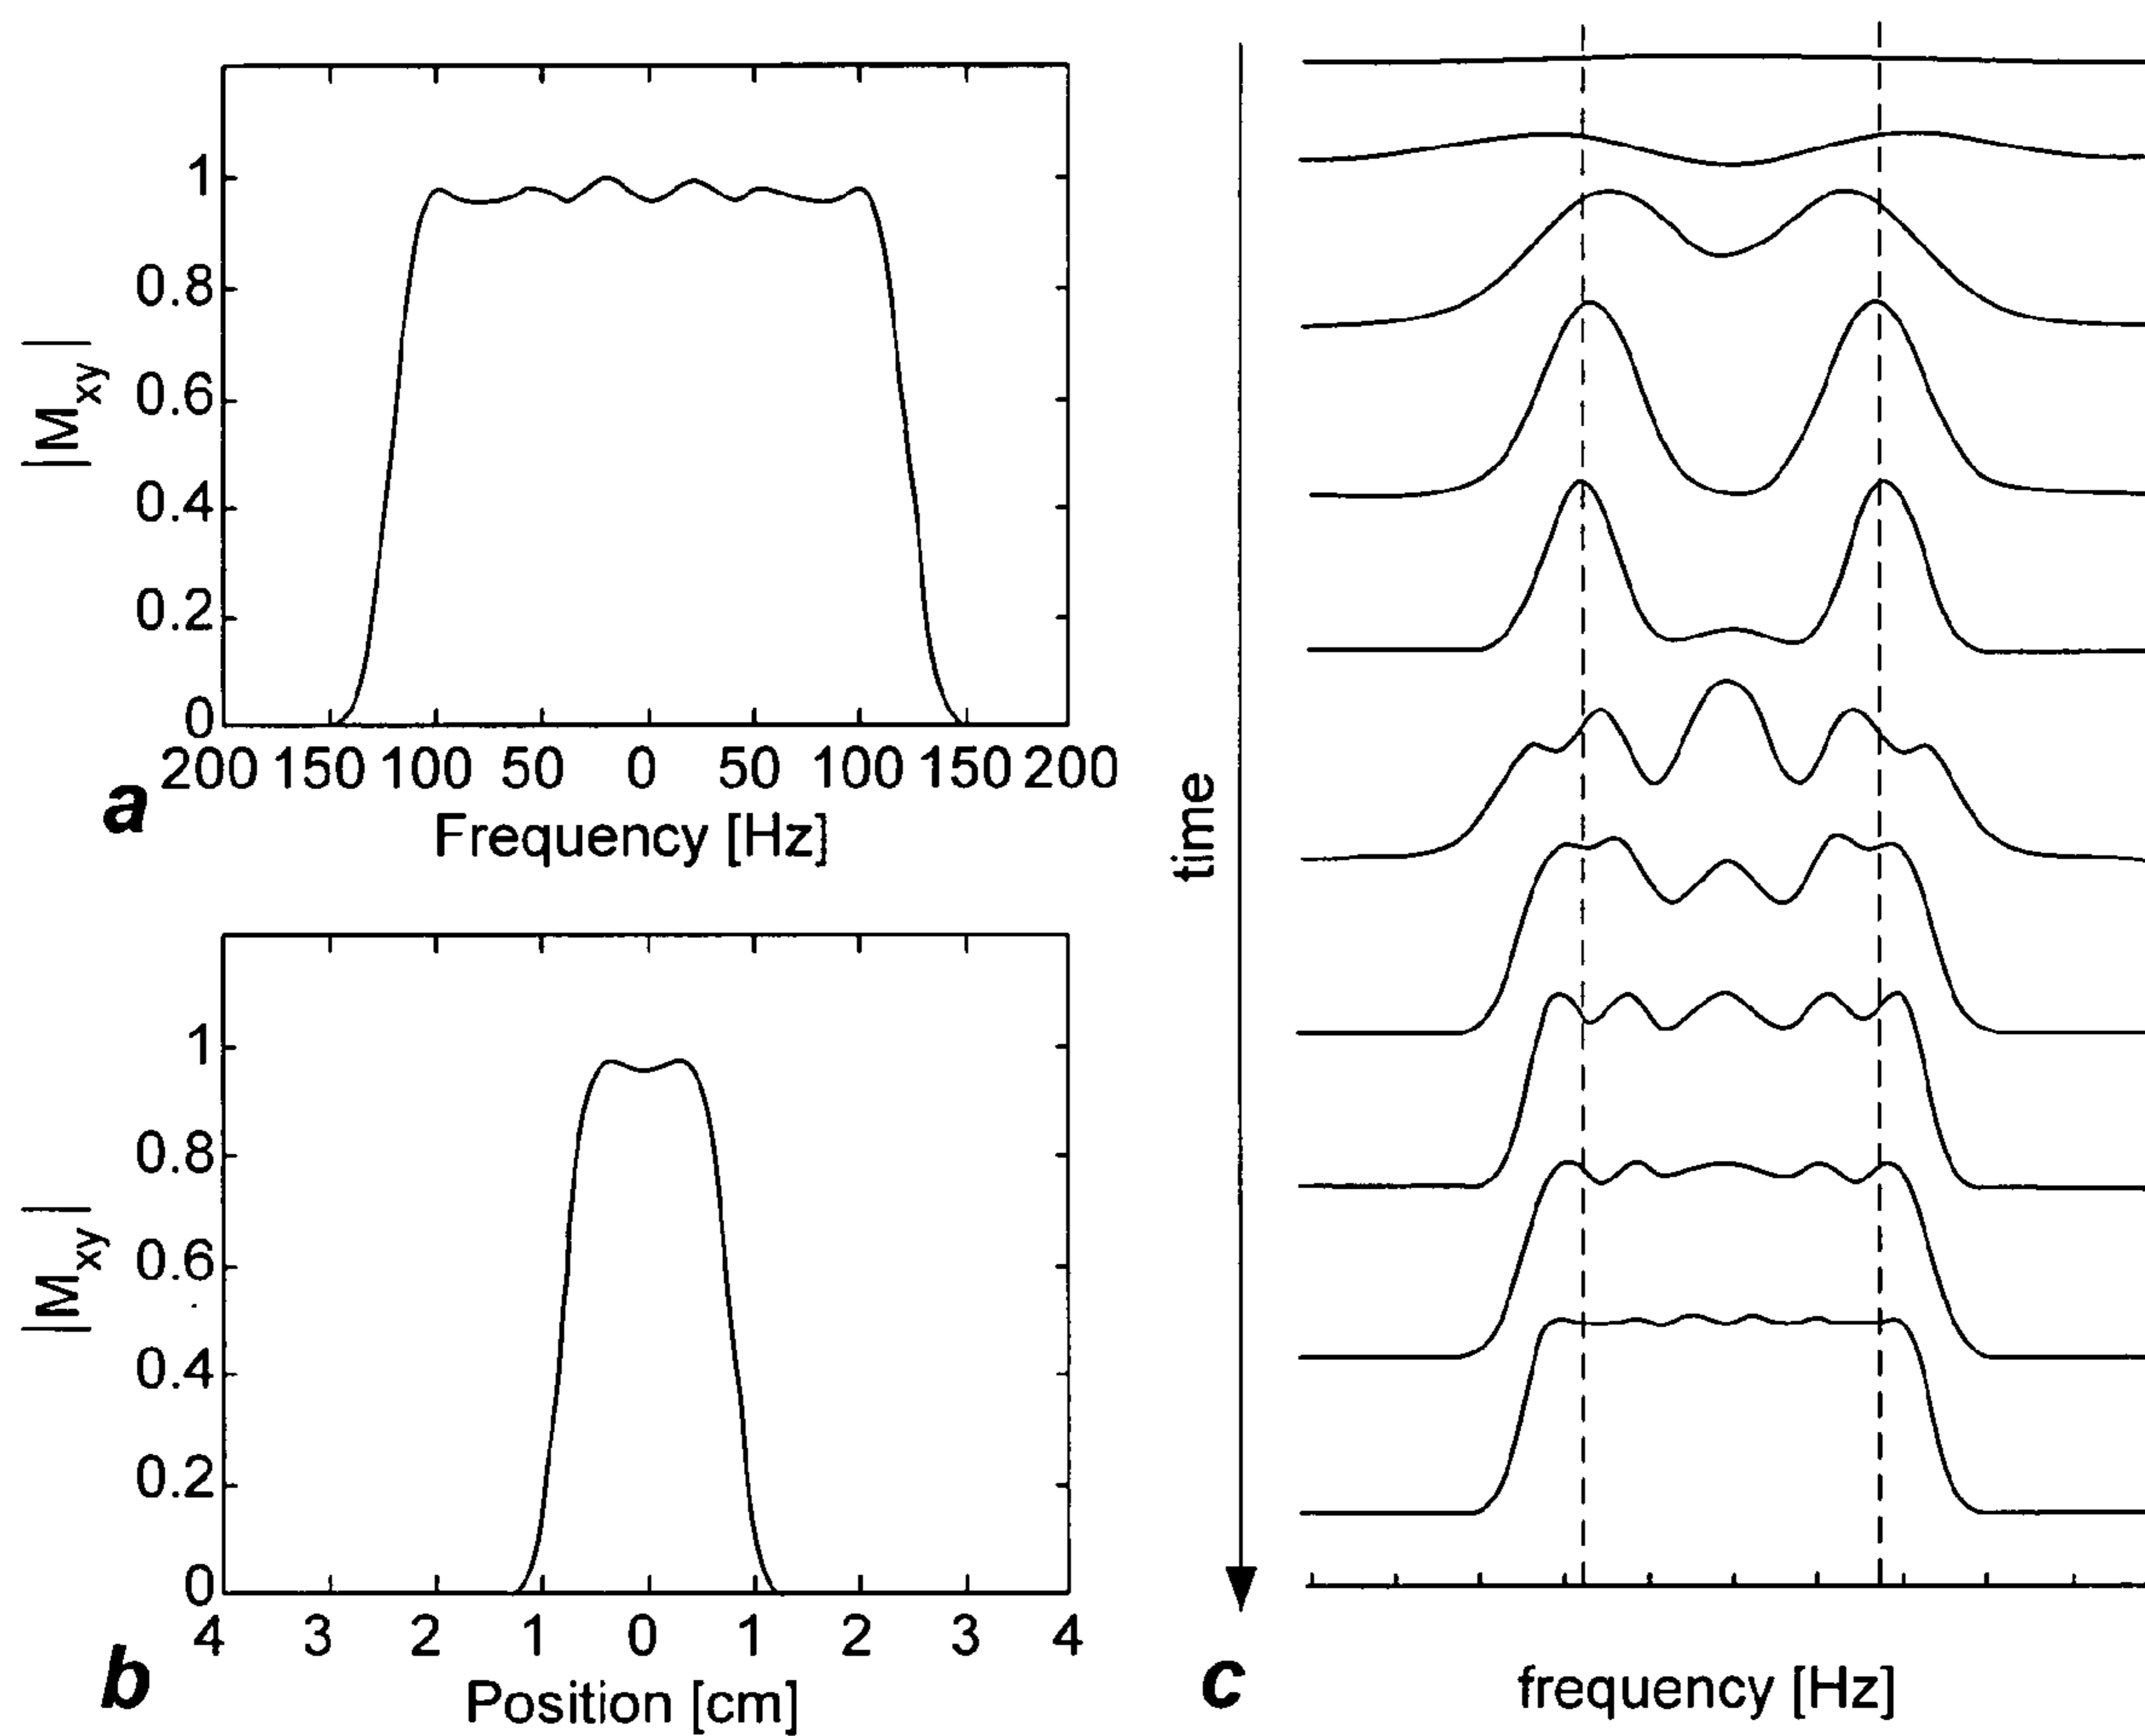 1
0.8
0.6
0.4
0.2
0
|Mxy|
200 150 100 50 0 50 100 150 200
Frequency [Hz]
a
1
0.8
0.6
0.4
0.2
0
|Mxy|
4 3 2 1 0 1 2 3 4
Position [cm]
b
time
frequency [Hz]
c